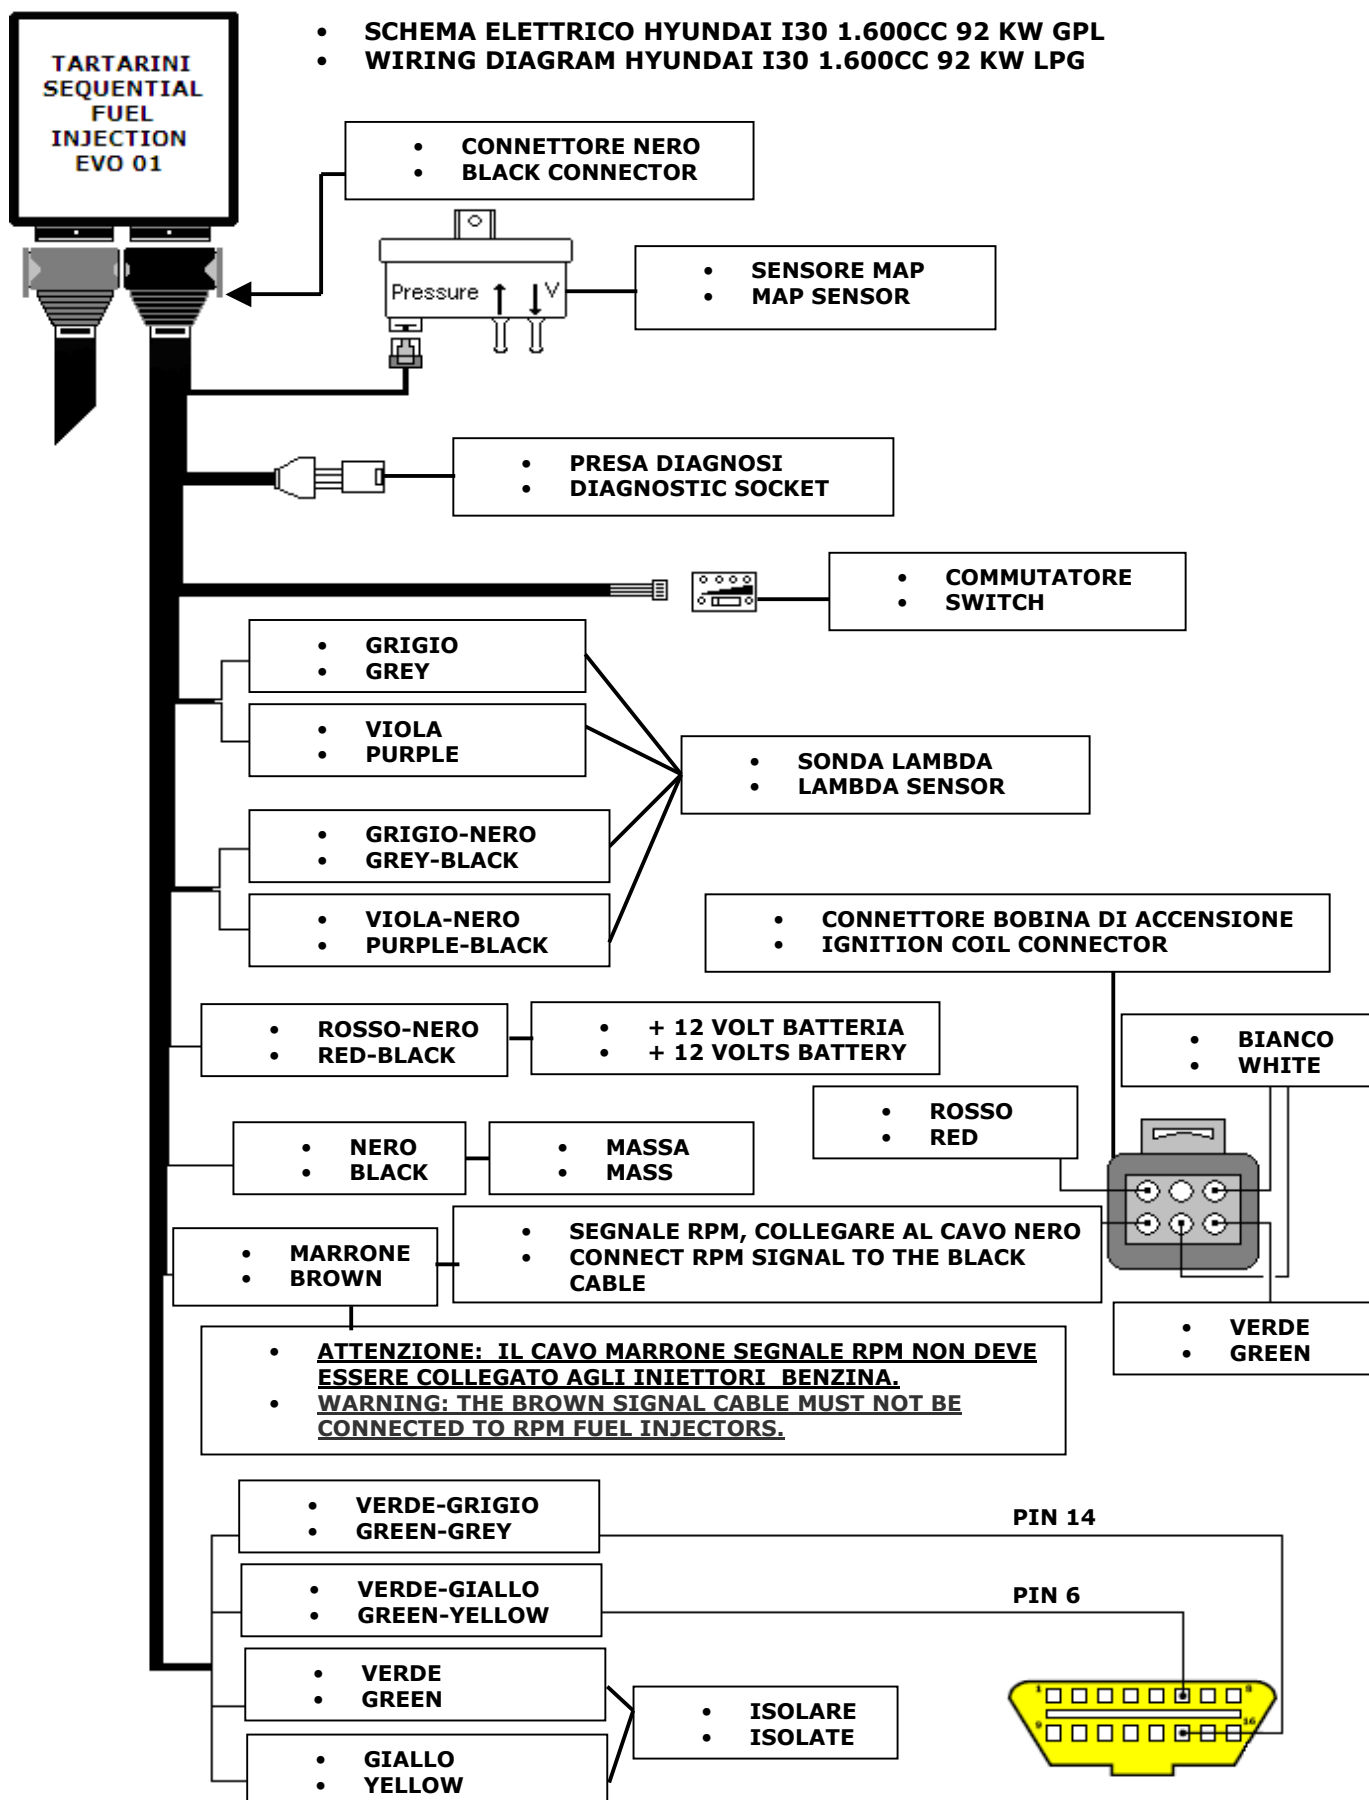 • SCHEMA ELETTRICO HYUNDAI I30 1.600CC 92 KW GPL
• WIRING DIAGRAM HYUNDAI I30 1.600CC 92 KW LPG
TARTARINI
SEQUENTIAL
FUEL
INJECTION
EVO 01
• CONNETTORE NERO
• BLACK CONNECTOR
Pressure V
• SENSORE MAP
• MAP SENSOR
• PRESA DIAGNOSI
• DIAGNOSTIC SOCKET
• COMMUTATORE
• SWITCH
• GRIGIO
• GREY
• VIOLA
• PURPLE
• SONDA LAMBDA
• LAMBDA SENSOR
• GRIGIO-NERO
• GREY-BLACK
• VIOLA-NERO
• PURPLE-BLACK
• CONNETTORE BOBINA DI ACCENSIONE
• IGNITION COIL CONNECTOR
• ROSSO-NERO
• RED-BLACK
• + 12 VOLT BATTERIA
• + 12 VOLTS BATTERY
• BIANCO
• WHITE
• ROSSO
• RED
• NERO
• BLACK
• MASSA
• MASS
• MARRONE
• BROWN
• SEGNALE RPM, COLLEGARE AL CAVO NERO
• CONNECT RPM SIGNAL TO THE BLACK
CABLE
• VERDE
• GREEN
• ATTENZIONE: IL CAVO MARRONE SEGNALE RPM NON DEVE
ESSERE COLLEGATO AGLI INIETTORI BENZINA.
• WARNING: THE BROWN SIGNAL CABLE MUST NOT BE
CONNECTED TO RPM FUEL INJECTORS.
• VERDE-GRIGIO
• GREEN-GREY
PIN 14
• VERDE-GIALLO
• GREEN-YELLOW
PIN 6
• VERDE
• GREEN
• ISOLARE
• ISOLATE
• GIALLO
• YELLOW
1 8
9 16